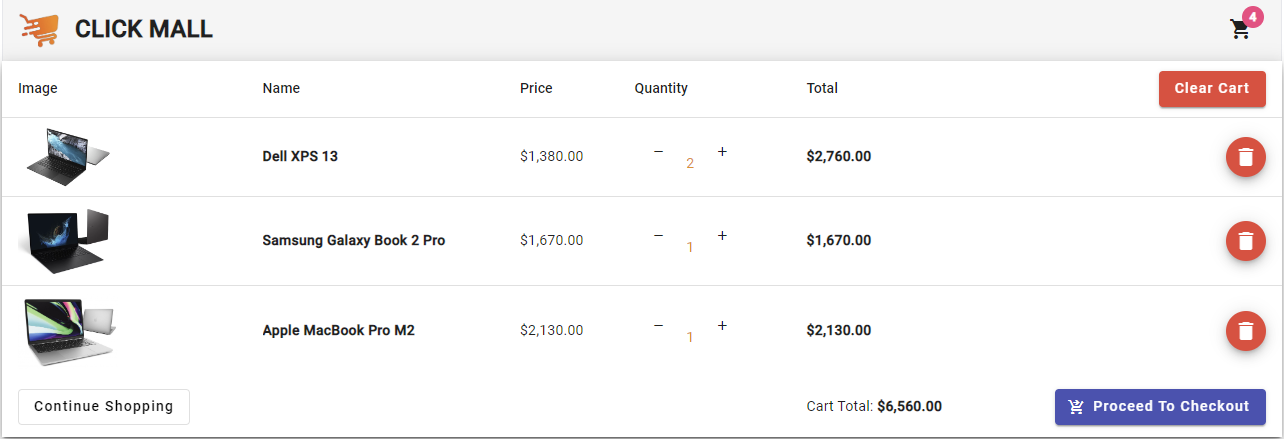 CLICK MALL 4
Image Name Price Quantity Total Clear Cart
Dell XPS 13 $1,380.00 − 2 + $2,760.00
Samsung Galaxy Book 2 Pro $1,670.00 − 1 + $1,670.00
Apple MacBook Pro M2 $2,130.00 − 1 + $2,130.00
Continue Shopping Cart Total: $6,560.00 Proceed To Checkout